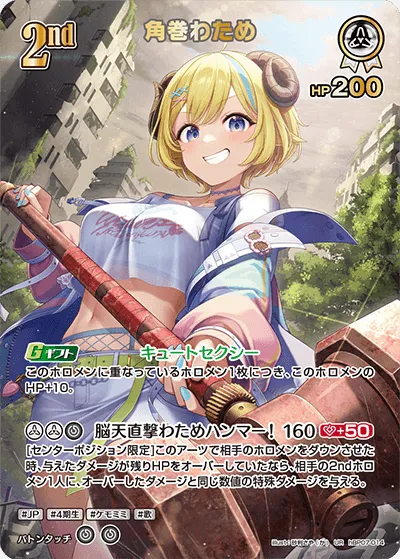 2nd
角巻わため
HP200
Gギフト キュートセクシー
このホロメンに重なっているホロメン1枚につき、このホロメンの
HP+10。
脳天直撃わためハンマー! 160 +50
[センターポジション限定]このアーツで相手のホロメンをダウンさせた
時、与えたダメージが残りHPをオーバーしていたなら、相手の2ndホロ
メン1人に、オーバーしたダメージと同じ数値の特殊ダメージを与える。
#JP #4期生 #ケモミミ #歌
バトンタッチ
UR hBP07-014